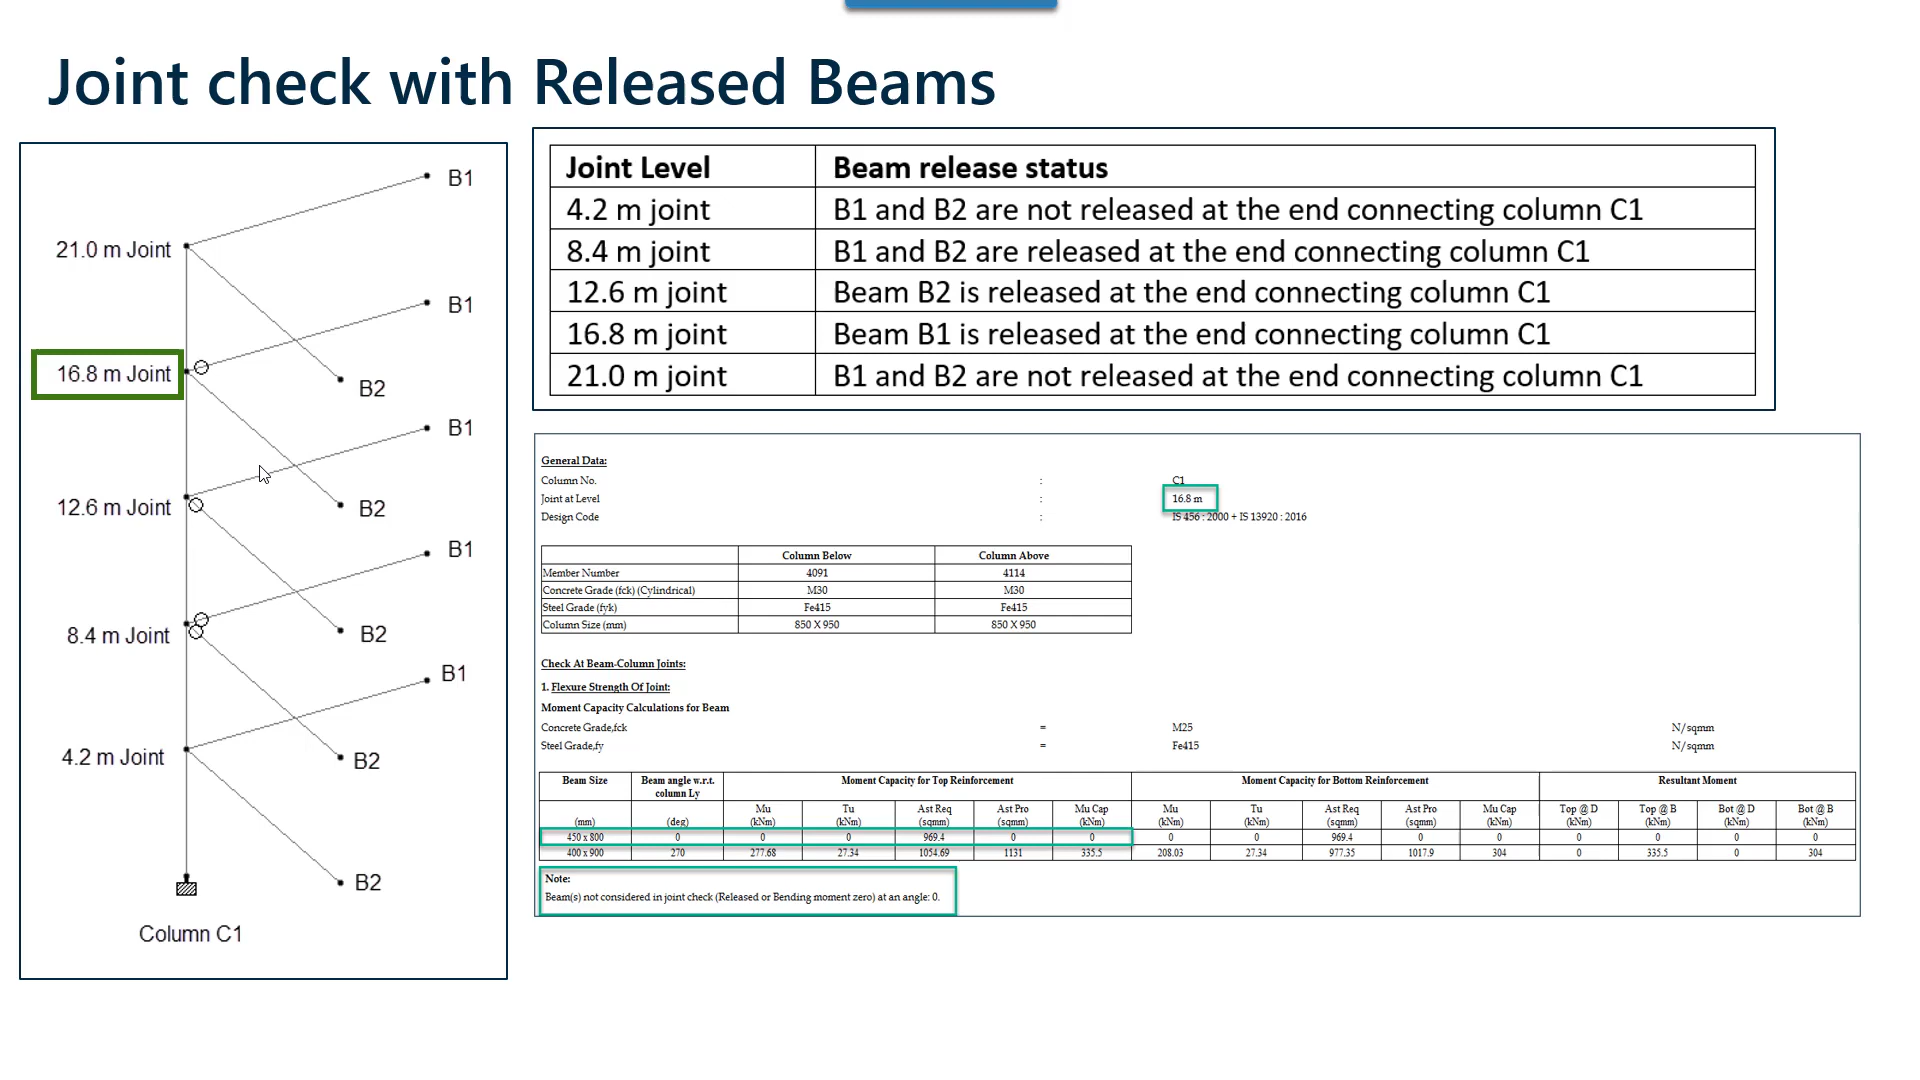 Joint check with Released Beams
B1
21.0 m Joint
B1
16.8 m Joint
B2
B1
12.6 m Joint
B2
B1
8.4 m Joint
B2
B1
4.2 m Joint
B2
B2
Column C1
Joint Level Beam release status
4.2 m joint B1 and B2 are not released at the end connecting column C1
8.4 m joint B1 and B2 are released at the end connecting column C1
12.6 m joint Beam B2 is released at the end connecting column C1
16.8 m joint Beam B1 is released at the end connecting column C1
21.0 m joint B1 and B2 are not released at the end connecting column C1
General Data:
Column No. : C1
Joint at Level : 16.8 m
Design Code : IS 456 : 2000 + IS 13920 : 2016
Column Below Column Above
Member Number 4091 4114
Concrete Grade (fck) (Cylindrical) M30 M30
Steel Grade (fyk) Fe415 Fe415
Column Size (mm) 850 X 950 850 X 950
Check At Beam-Column Joints:
1. Flexure Strength Of Joint:
Moment Capacity Calculations for Beam
Concrete Grade,fck = M25 N/sqmm
Steel Grade,fy = Fe415 N/sqmm
Beam Size Beam angle w.r.t. column Ly Moment Capacity for Top Reinforcement Moment Capacity for Bottom Reinforcement Resultant Moment
Mu Tu Ast Req Ast Pro Mu Cap Mu Tu Ast Req Ast Pro Mu Cap Top @ D Top @ B Bot @ D Bot @ B
(mm) (deg) (kNm) (kNm) (sqmm) (sqmm) (kNm) (kNm) (kNm) (sqmm) (sqmm) (kNm) (kNm) (kNm) (kNm) (kNm)
450 x 800 0 0 0 969.4 0 0 0 0 969.4 0 0 0 0 0 0
400 x 900 270 277.68 27.34 1054.69 1131 335.5 208.03 27.34 977.35 1017.9 304 0 335.5 0 304
Note:
Beam(s) not considered in joint check (Released or Bending moment zero) at an angle: 0.